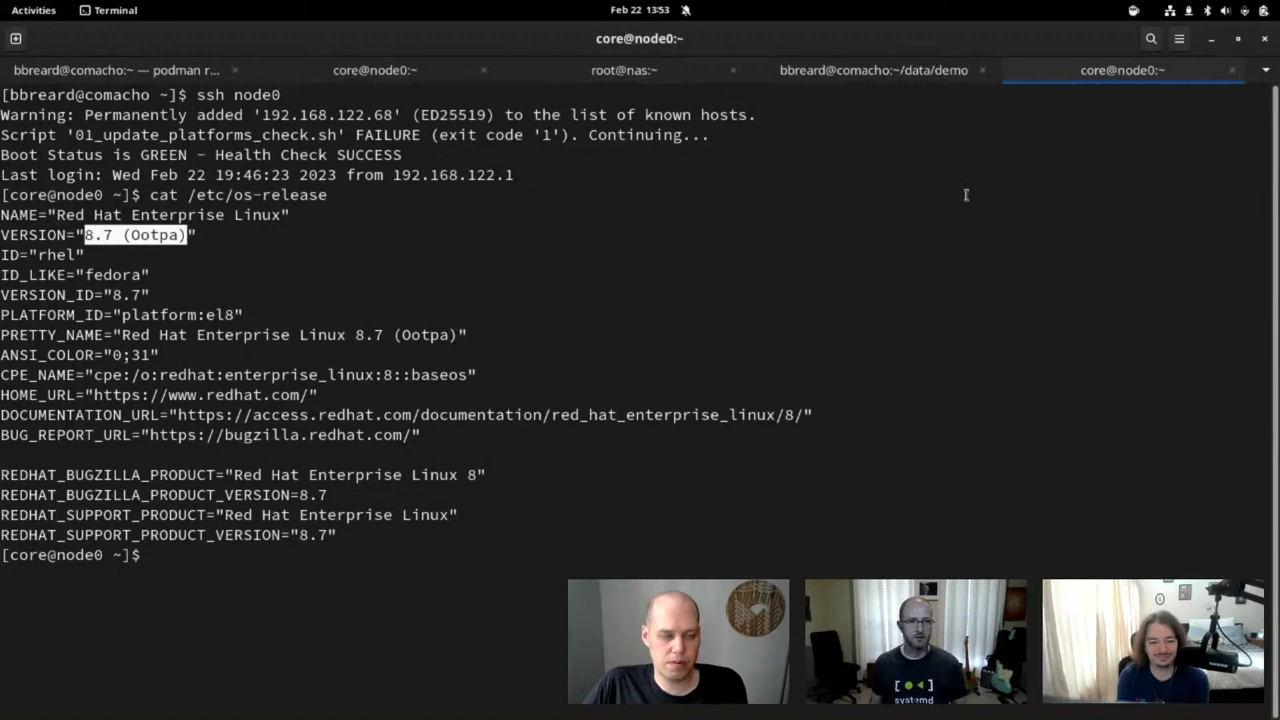 Activities
Terminal
Feb 22 13:53
core@node0:~
bbreard@comacho:~ — podman r...
core@node0:~
root@nas:~
bbreard@comacho:~/data/demo
core@node0:~
[bbreard@comacho ~]$ ssh node0
Warning: Permanently added '192.168.122.68' (ED25519) to the list of known hosts.
Script '01_update_platforms_check.sh' FAILURE (exit code '1'). Continuing...
Boot Status is GREEN - Health Check SUCCESS
Last login: Wed Feb 22 19:46:23 2023 from 192.168.122.1
[core@node0 ~]$ cat /etc/os-release
NAME="Red Hat Enterprise Linux"
VERSION="8.7 (Ootpa)"
ID="rhel"
ID_LIKE="fedora"
VERSION_ID="8.7"
PLATFORM_ID="platform:el8"
PRETTY_NAME="Red Hat Enterprise Linux 8.7 (Ootpa)"
ANSI_COLOR="0;31"
CPE_NAME="cpe:/o:redhat:enterprise_linux:8::baseos"
HOME_URL="https://www.redhat.com/"
DOCUMENTATION_URL="https://access.redhat.com/documentation/red_hat_enterprise_linux/8/"
BUG_REPORT_URL="https://bugzilla.redhat.com/"
REDHAT_BUGZILLA_PRODUCT="Red Hat Enterprise Linux 8"
REDHAT_BUGZILLA_PRODUCT_VERSION=8.7
REDHAT_SUPPORT_PRODUCT="Red Hat Enterprise Linux"
REDHAT_SUPPORT_PRODUCT_VERSION="8.7"
[core@node0 ~]$
systemd